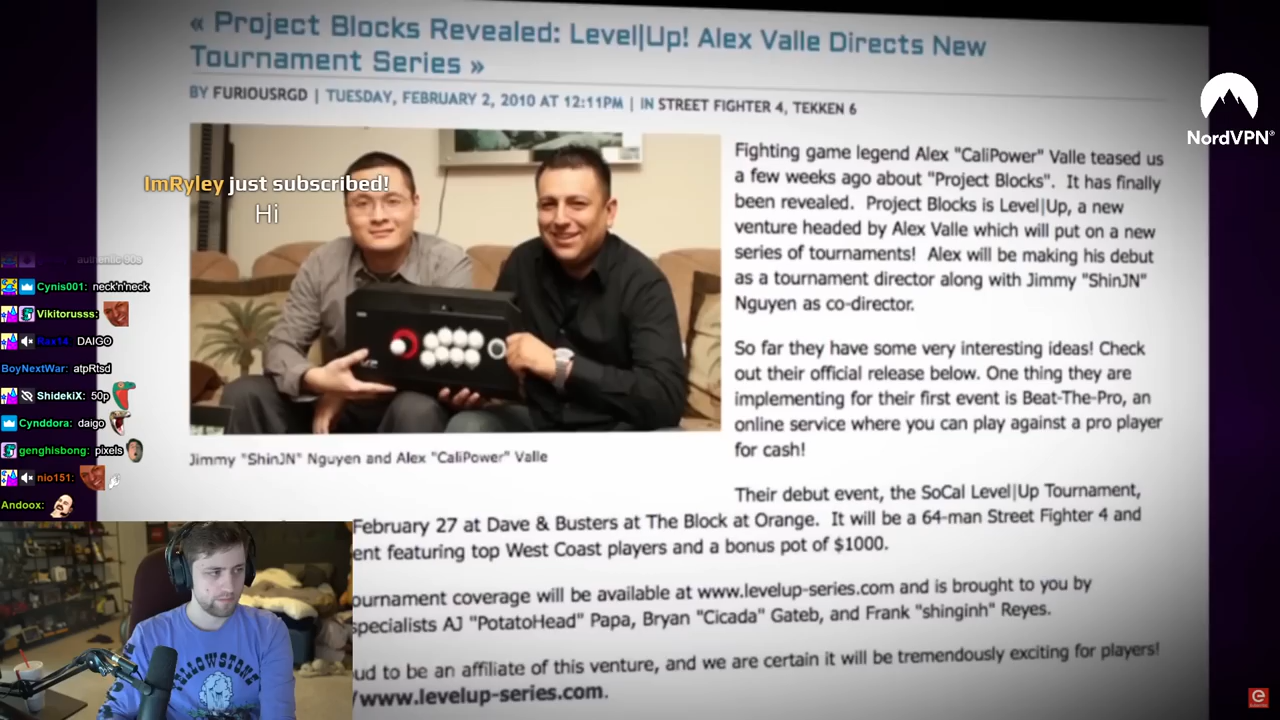 « Project Blocks Revealed: Level|Up! Alex Valle Directs New
Tournament Series »
BY FURIOUSRGD | TUESDAY, FEBRUARY 2, 2010 AT 12:11PM | IN STREET FIGHTER 4, TEKKEN 6
NordVPN®
Fighting game legend Alex "CaliPower" Valle teased us
a few weeks ago about "Project Blocks". It has finally
been revealed. Project Blocks is Level|Up, a new
venture headed by Alex Valle which will put on a new
series of tournaments! Alex will be making his debut
as a tournament director along with Jimmy "ShinJN"
Nguyen as co-director.
So far they have some very interesting ideas! Check
out their official release below. One thing they are
implementing for their first event is Beat-The-Pro, an
online service where you can play against a pro player
for cash!
Jimmy "ShinJN" Nguyen and Alex "CaliPower" Valle
Their debut event, the SoCal Level|Up Tournament,
February 27 at Dave & Busters at The Block at Orange. It will be a 64-man Street Fighter 4 and
ent featuring top West Coast players and a bonus pot of $1000.
ournament coverage will be available at www.levelup-series.com and is brought to you by
specialists AJ "PotatoHead" Papa, Bryan "Cicada" Gateb, and Frank "shinginh" Reyes.
ud to be an affiliate of this venture, and we are certain it will be tremendously exciting for players!
/www.levelup-series.com.
ImRyley just subscribed!
Hi
authentic 90s
Cynis001: neck'n'neck
Vikitorusss:
Rax14: DAIGO
BoyNextWar: atpRtsd
ShidekiX: 50p
Cynddora: daigo
genghisbong: pixels
nio151:
Andoox:
YELLOWSTONE